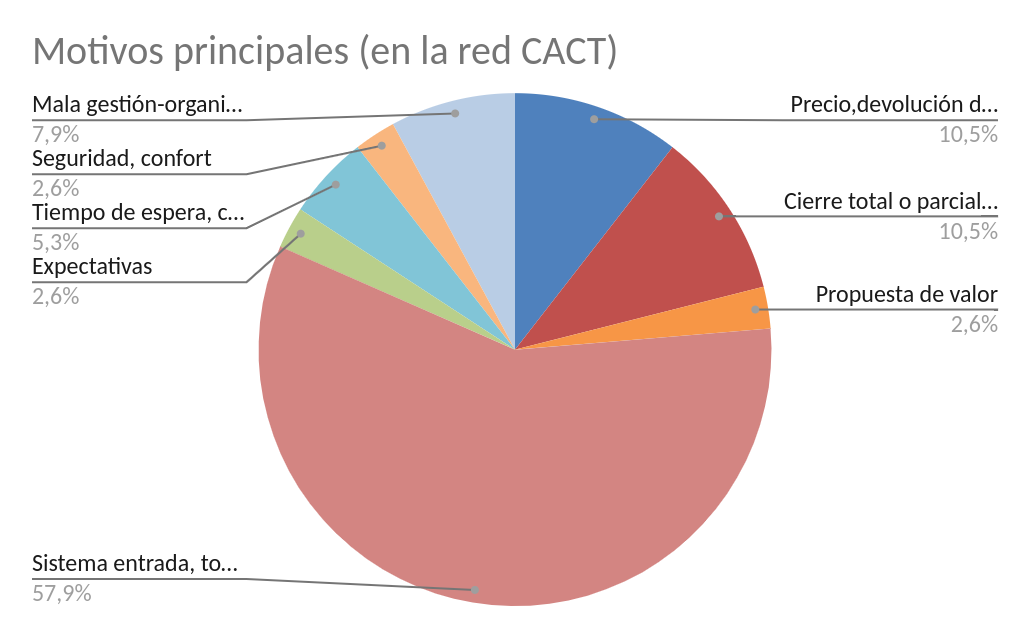 Motivos principales (en la red CACT)
Mala gestión-organi...
7,9%
Seguridad, confort
2,6%
Tiempo de espera, c...
5,3%
Expectativas
2,6%
Sistema entrada, to...
57,9%
Precio,devolución d...
10,5%
Cierre total o parcial...
10,5%
Propuesta de valor
2,6%